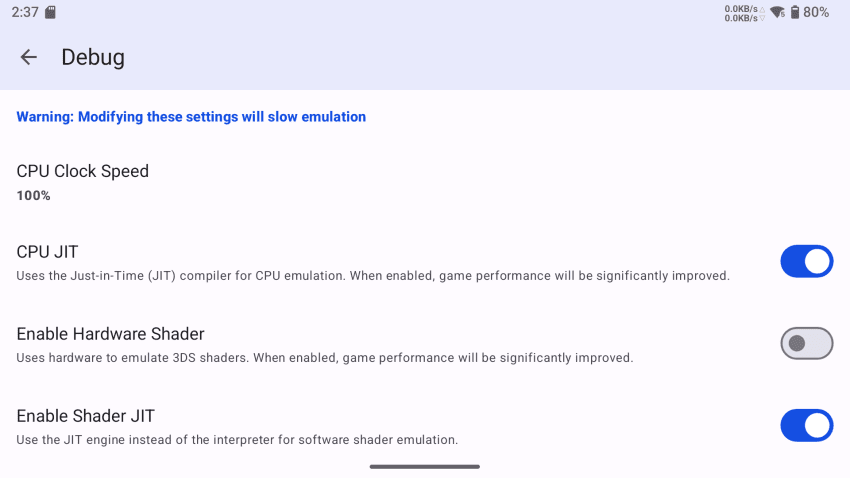 2:37
0.0KB/s △
0.0KB/s ▽
80%
Debug
Warning: Modifying these settings will slow emulation
CPU Clock Speed
100%
CPU JIT
Uses the Just-in-Time (JIT) compiler for CPU emulation. When enabled, game performance will be significantly improved.
Enable Hardware Shader
Uses hardware to emulate 3DS shaders. When enabled, game performance will be significantly improved.
Enable Shader JIT
Use the JIT engine instead of the interpreter for software shader emulation.